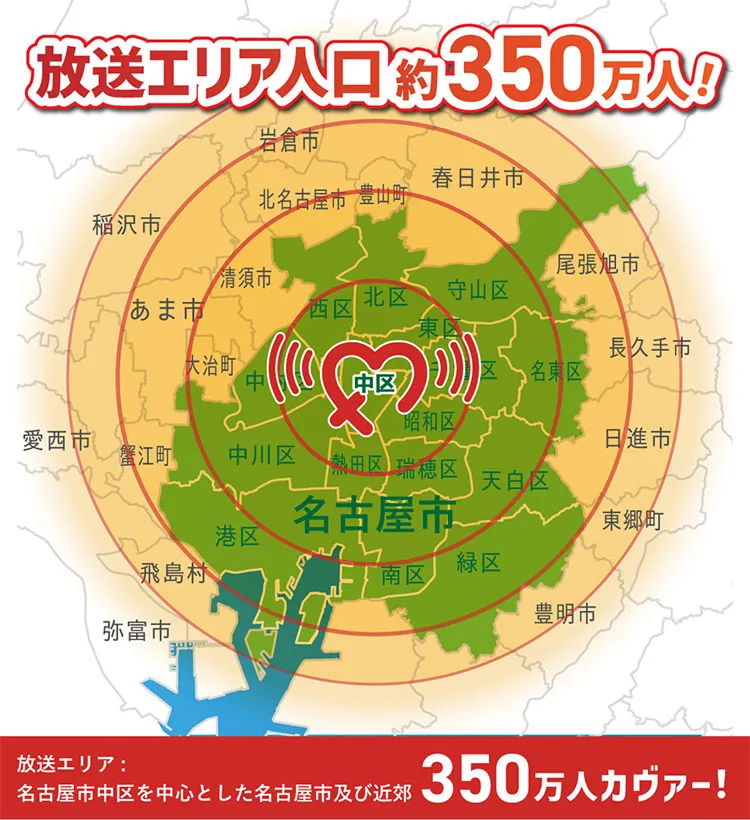 放送エリア人口 約350万人!
岩倉市
春日井市
北名古屋市
豊山町
稲沢市
尾張旭市
清須市
守山区
北区
西区
あま市
東区
長久手市
大治町
名東区
中区
昭和区
愛西市
日進市
蟹江町
中川区
熱田区
瑞穂区
天白区
名古屋市
東郷町
港区
緑区
飛島村
南区
豊明市
弥富市
放送エリア:
名古屋市中区を中心とした名古屋市及び近郊
350万人カヴァー!